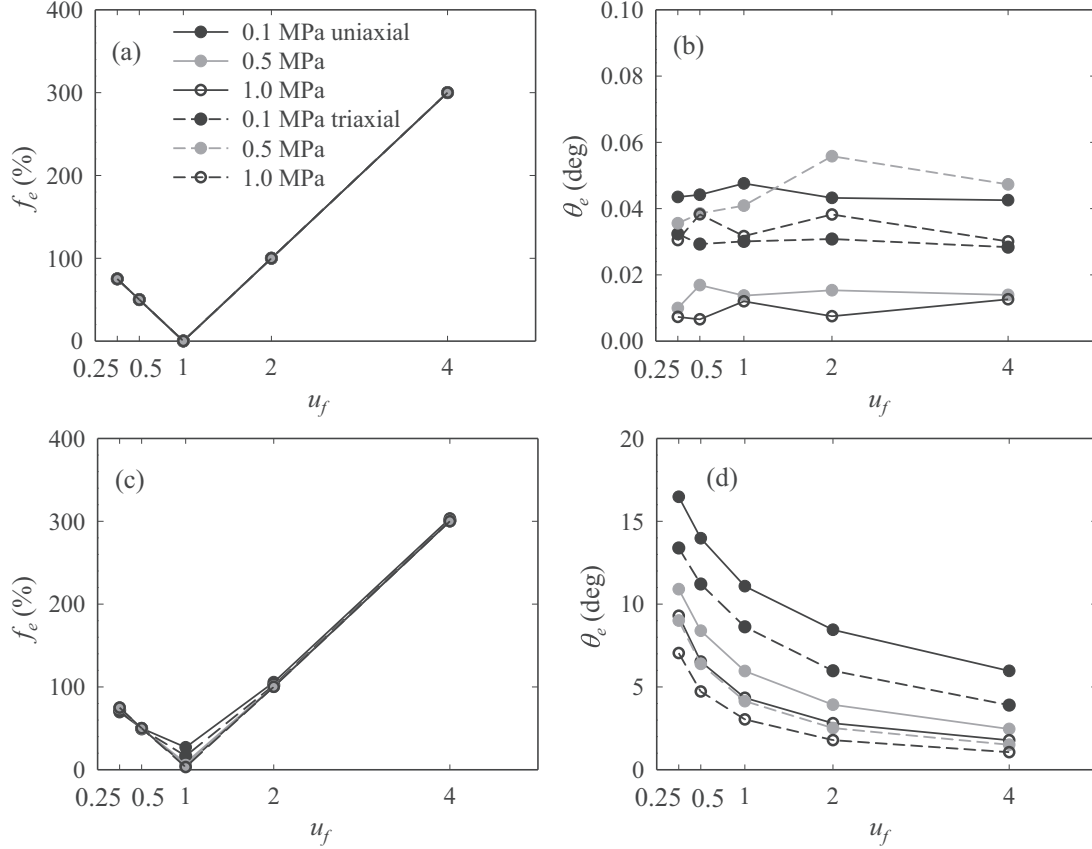 400
300
200
100
0
f_e (%)
(a)
0.1 MPa uniaxial
0.5 MPa
1.0 MPa
0.1 MPa triaxial
0.5 MPa
1.0 MPa
0.25 0.5 1 2 4
u_f
0.10
0.08
0.06
0.04
0.02
0.00
θ_e (deg)
(b)
0.25 0.5 1 2 4
u_f
400
300
200
100
0
f_e (%)
(c)
0.25 0.5 1 2 4
u_f
20
15
10
5
0
θ_e (deg)
(d)
0.25 0.5 1 2 4
u_f